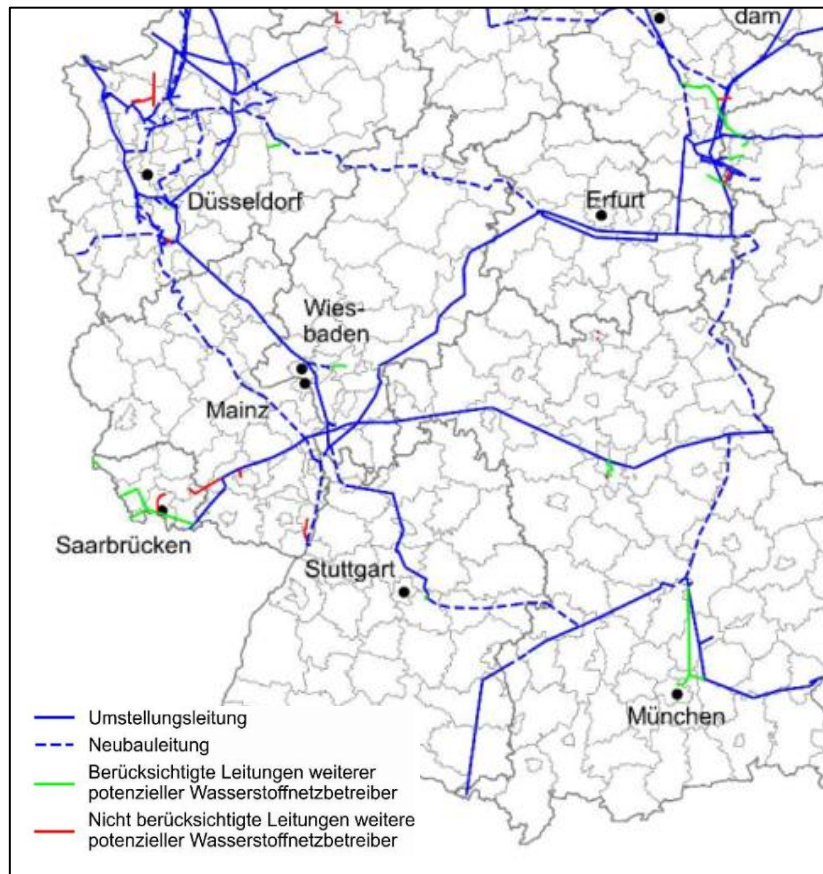 dam
Düsseldorf
Erfurt
Wies-
baden
Mainz
Saarbrücken
Stuttgart
München
Umstellungsleitung
Neubauleitung
Berücksichtigte Leitungen weiterer
potenzieller Wasserstoffnetzbetreiber
Nicht berücksichtigte Leitungen weitere
potenzieller Wasserstoffnetzbetreiber